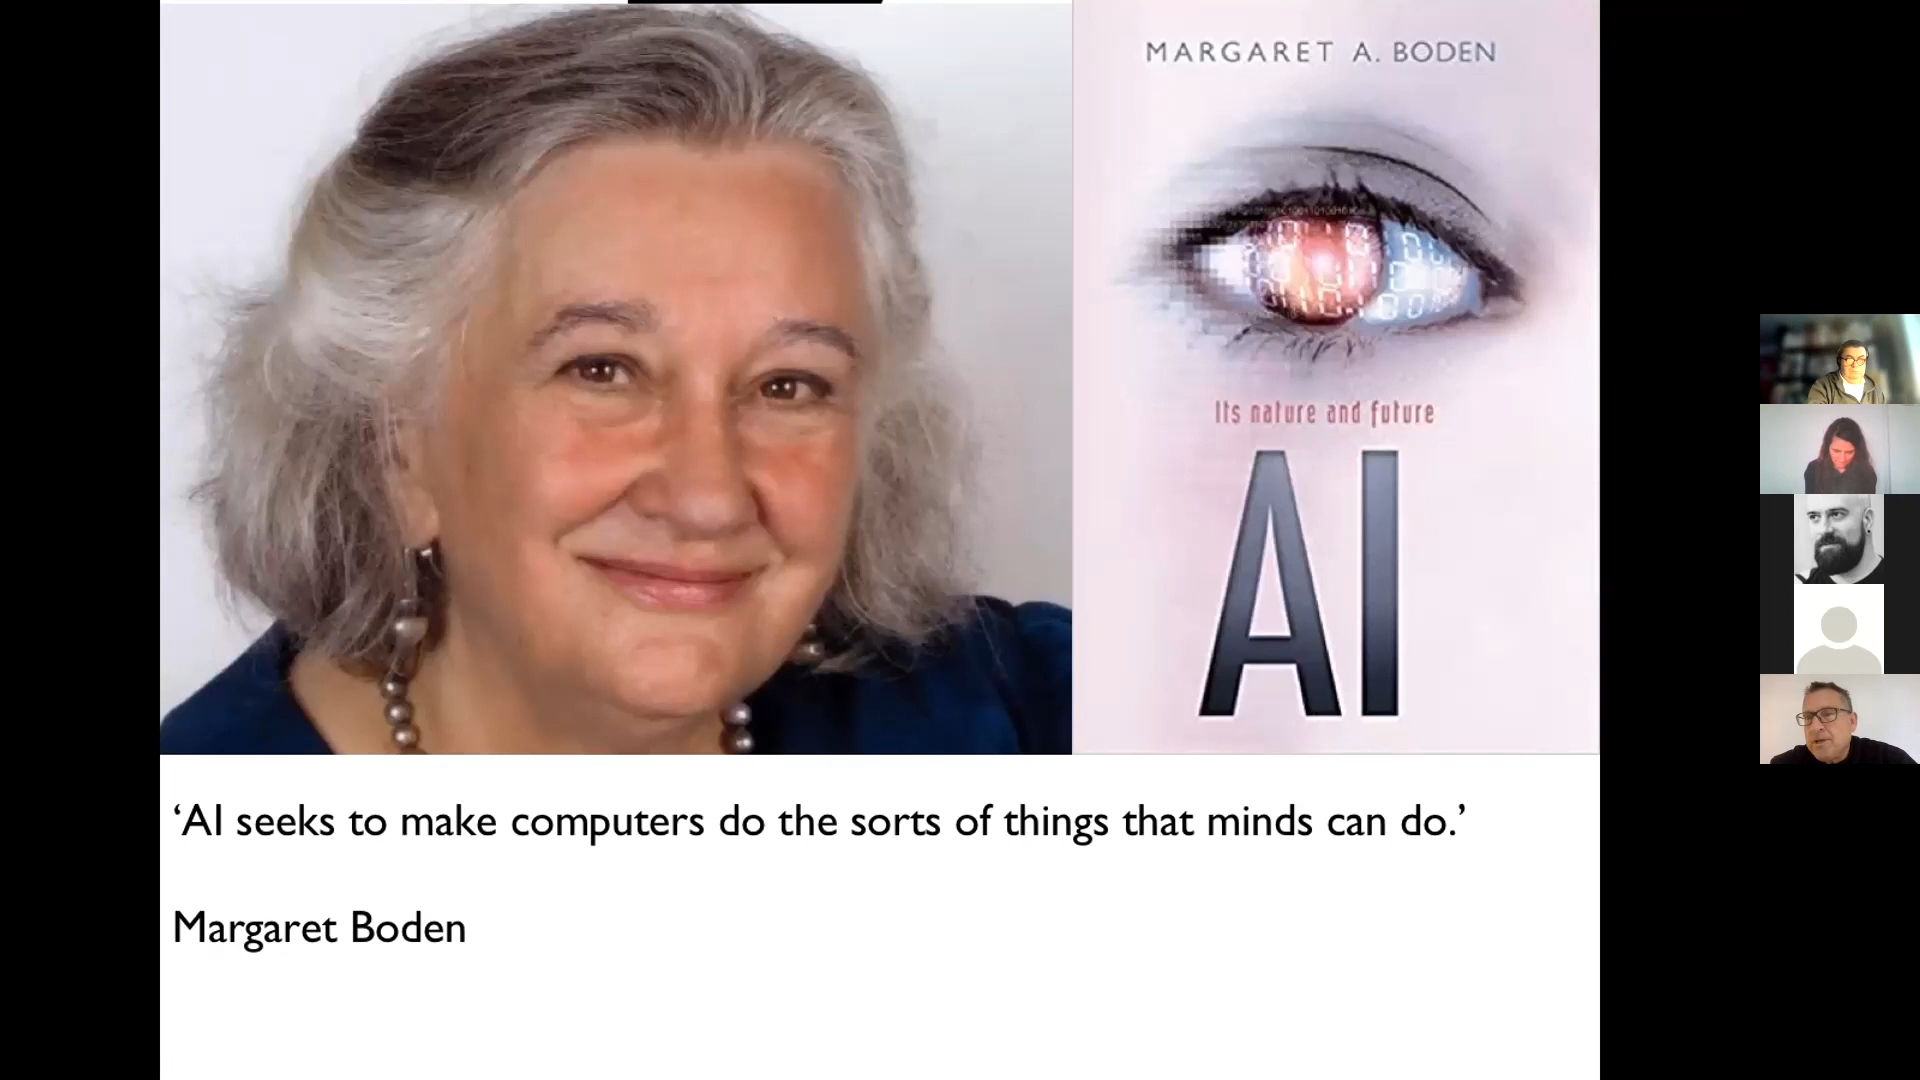 MARGARET A. BODEN
Its nature and future
AI
‘AI seeks to make computers do the sorts of things that minds can do.’
Margaret Boden